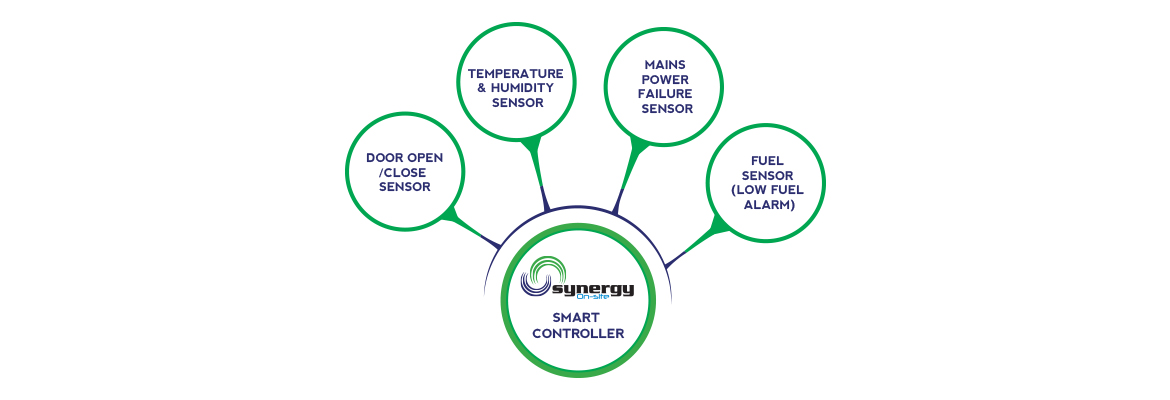 DOOR OPEN
/CLOSE
SENSOR
TEMPERATURE
& HUMIDITY
SENSOR
MAINS
POWER
FAILURE
SENSOR
FUEL
SENSOR
(LOW FUEL
ALARM)
synergy
On-site
SMART
CONTROLLER